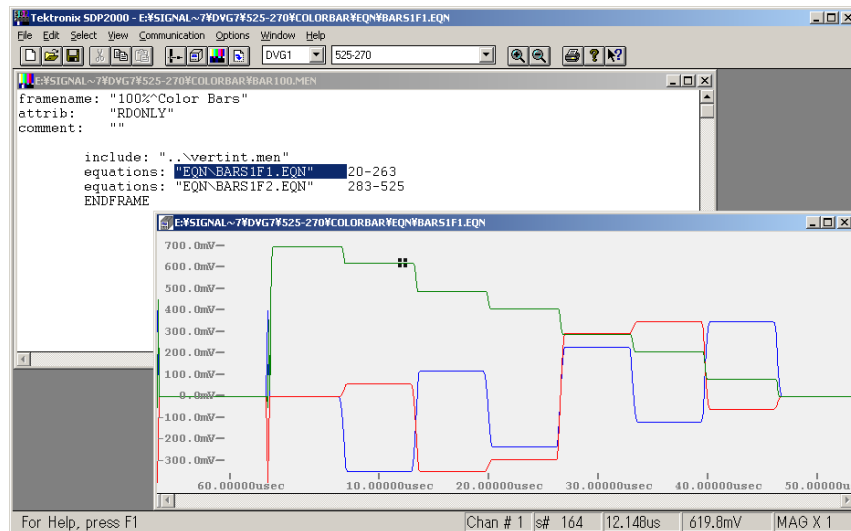 Tektronix SDP2000 - E:¥SIGNAL~7¥DVG7¥525-270¥COLORBAR¥EQN¥BARS1F1.EQN
File Edit Select View Communication Options Window Help
DVG1 525-270
E:¥SIGNAL~7¥DVG7¥525-270¥COLORBAR¥BAR100.MEN
framename: "100%^Color Bars"
attrib: "RDONLY"
comment: ""
include: "..\vertint.men"
equations: "EQN\BARS1F1.EQN" 20-263
equations: "EQN\BARS1F2.EQN" 283-525
ENDFRAME
E:¥SIGNAL~7¥DVG7¥525-270¥COLORBAR¥EQN¥BARS1F1.EQN
700.0mV
600.0mV
500.0mV
400.0mV
300.0mV
200.0mV
100.0mV
0.0mV
-100.0mV
-200.0mV
-300.0mV
60.00000usec 10.00000usec 20.00000usec 30.00000usec 40.00000usec 50.00000u
For Help, press F1 Chan # 1 s# 164 12.148us 619.8mV MAG X 1